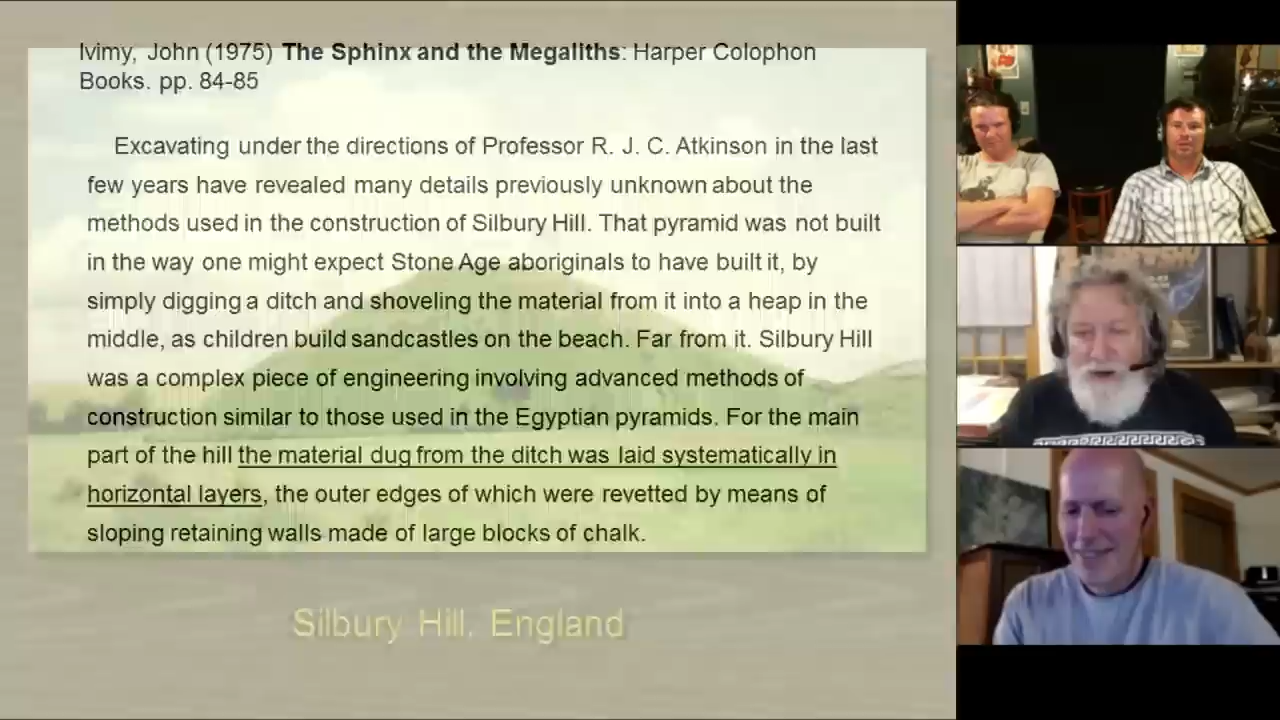 Ivimy, John (1975) The Sphinx and the Megaliths: Harper Colophon
Books. pp. 84-85
Excavating under the directions of Professor R. J. C. Atkinson in the last
few years have revealed many details previously unknown about the
methods used in the construction of Silbury Hill. That pyramid was not built
in the way one might expect Stone Age aboriginals to have built it, by
simply digging a ditch and shoveling the material from it into a heap in the
middle, as children build sandcastles on the beach. Far from it. Silbury Hill
was a complex piece of engineering involving advanced methods of
construction similar to those used in the Egyptian pyramids. For the main
part of the hill the material dug from the ditch was laid systematically in
horizontal layers, the outer edges of which were revetted by means of
sloping retaining walls made of large blocks of chalk.
Silbury Hill, England